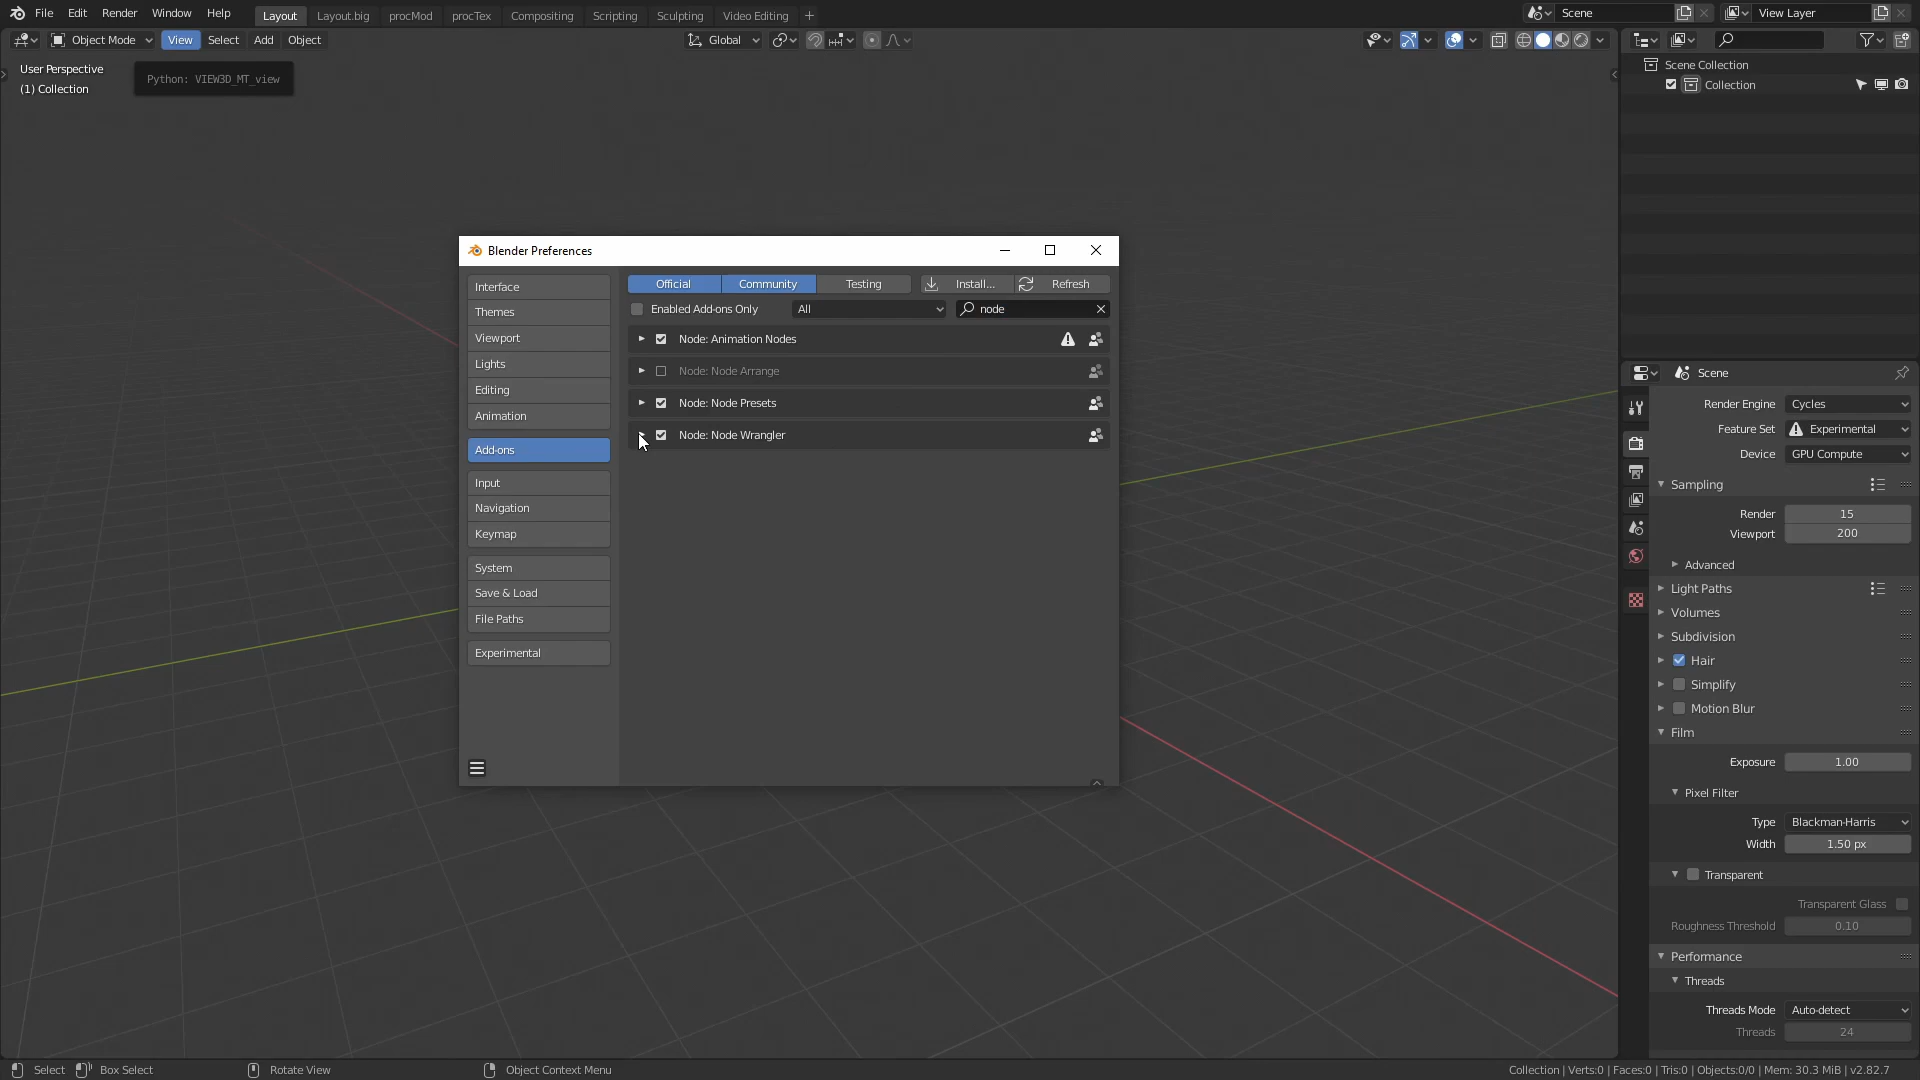 File Edit Render Window Help Layout Layout.big procMod procTex Compositing Scripting Sculpting Video Editing + Scene View Layer
Object Mode View Select Add Object Global
User Perspective
(1) Collection
Python: VIEW3D_MT_view
Scene Collection
Collection
Blender Preferences
Interface
Themes
Viewport
Lights
Editing
Animation
Add-ons
Input
Navigation
Keymap
System
Save & Load
File Paths
Experimental
Official Community Testing Install... Refresh
Enabled Add-ons Only All node
Node: Animation Nodes
Node: Node Arrange
Node: Node Presets
Node: Node Wrangler
Scene
Render Engine Cycles
Feature Set Experimental
Device GPU Compute
Sampling
Render 15
Viewport 200
Advanced
Light Paths
Volumes
Subdivision
Hair
Simplify
Motion Blur
Film
Exposure 1.00
Pixel Filter
Type Blackman-Harris
Width 1.50 px
Transparent
Transparent Glass
Roughness Threshold 0.10
Performance
Threads
Threads Mode Auto-detect
Threads 24
Select Box Select Rotate View Object Context Menu Collection | Verts:0 | Faces:0 | Tris:0 | Objects:0/0 | Mem: 30.3 MiB | v2.82.7